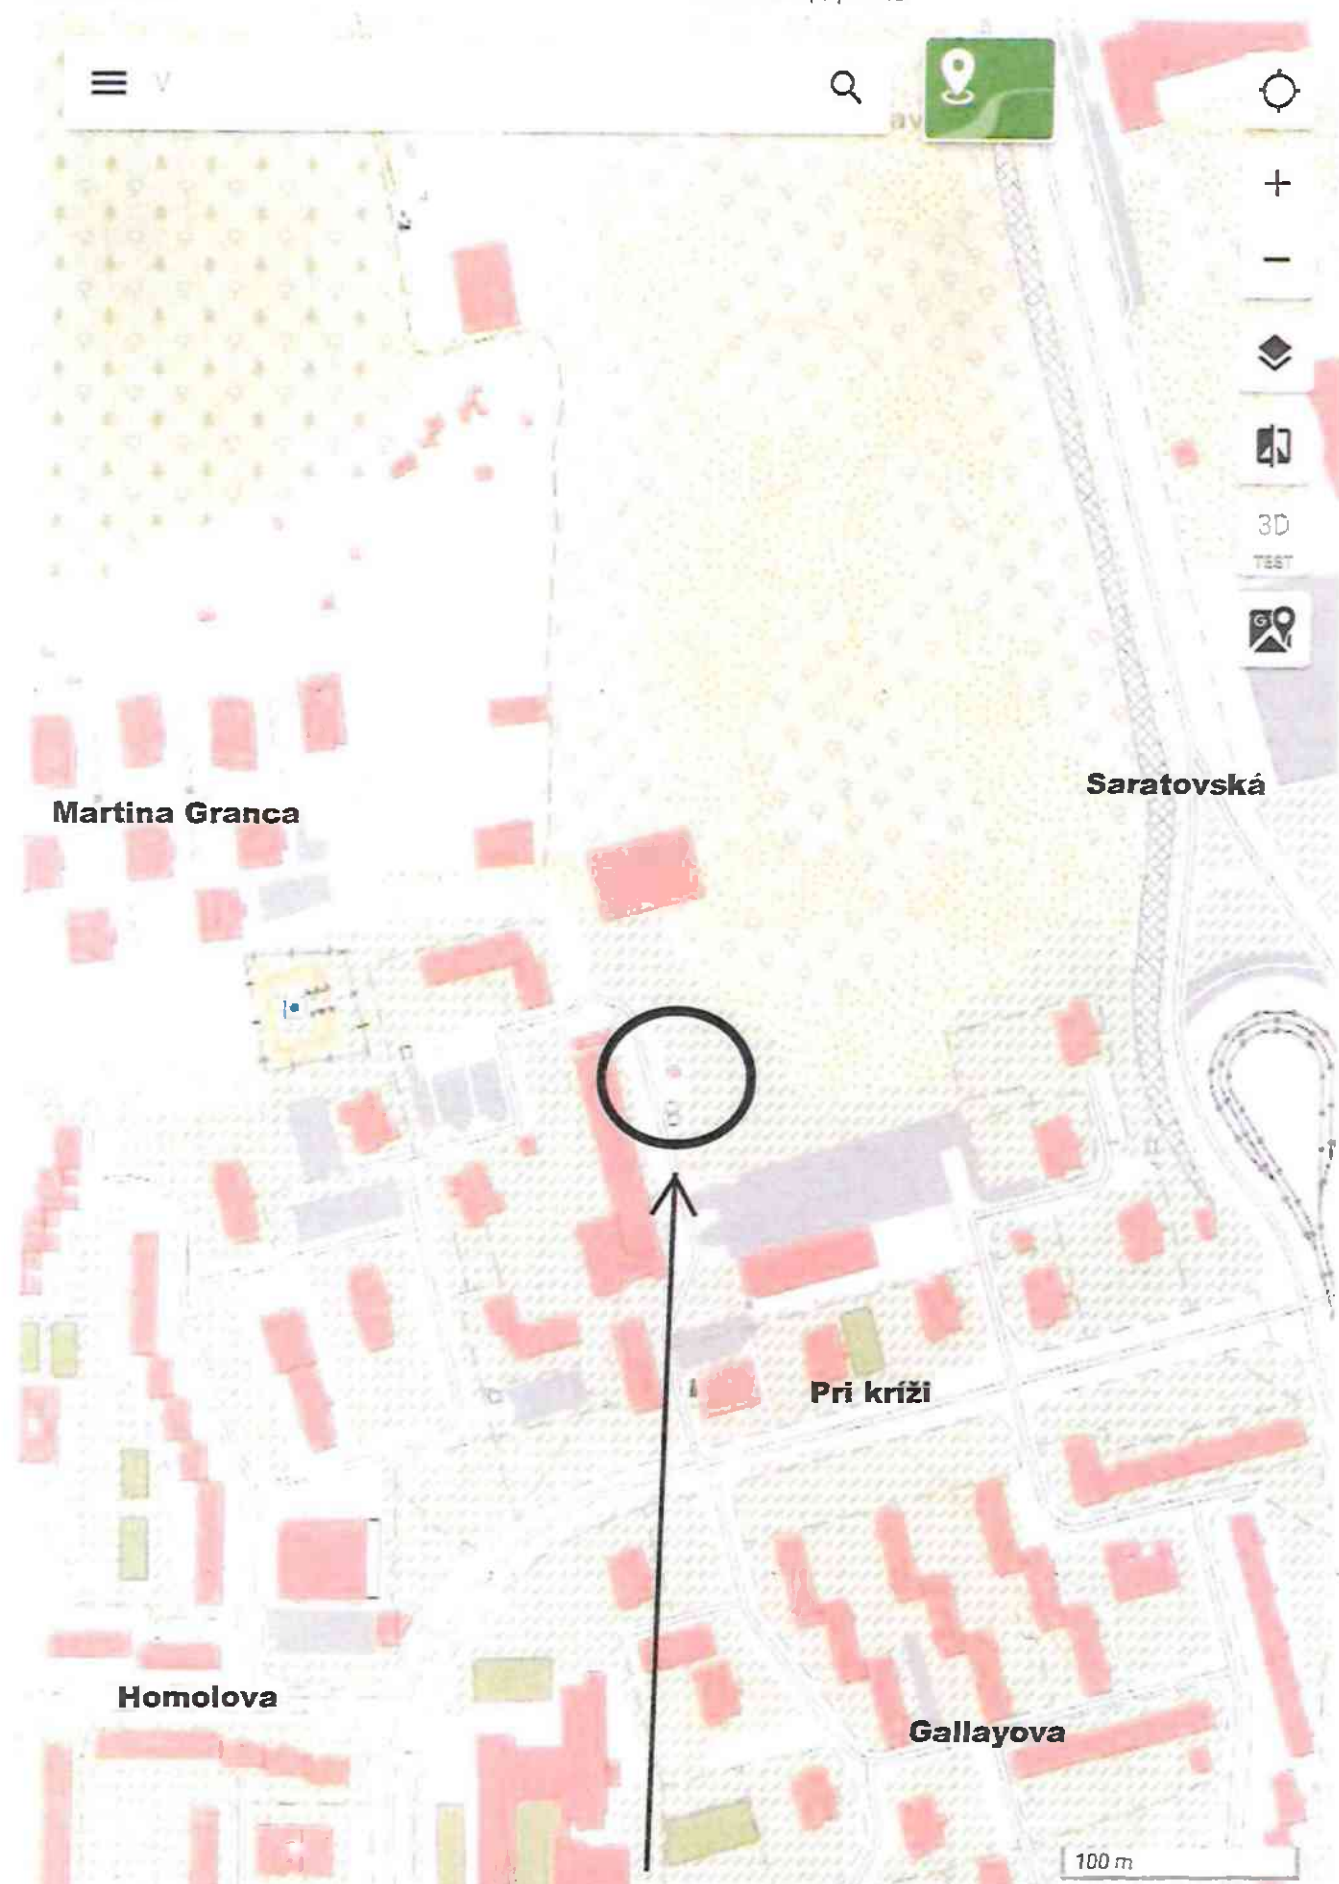 3D
TEST
Saratovská
Martina Granca
Pri kríži
Homolova
Gallayova
100 m